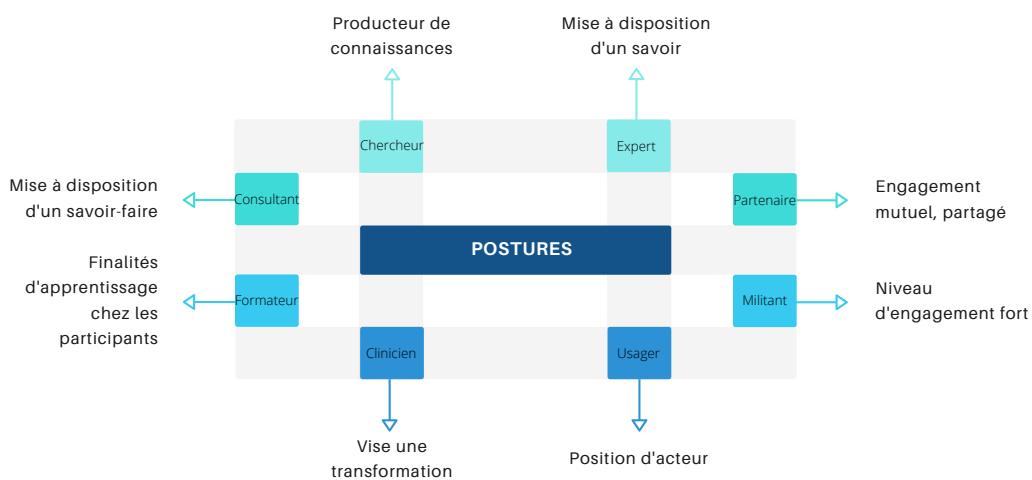 Producteur de
connaissances
Mise à disposition
d'un savoir
Chercheur
Expert
Mise à disposition
d'un savoir-faire
Consultant
Partenaire
Engagement
mutuel, partagé
POSTURES
Finalités
d'apprentissage
chez les
participants
Formateur
Militant
Niveau
d'engagement fort
Clinicien
Usager
Vise une
transformation
Position d'acteur